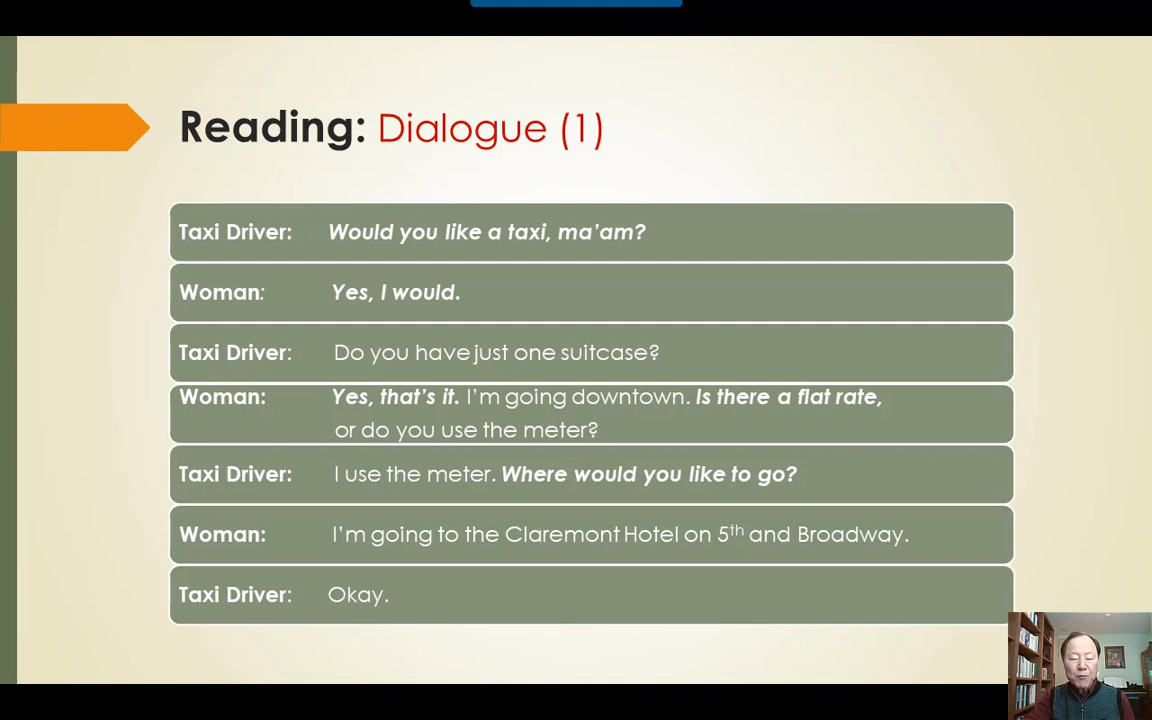 Reading: Dialogue (1)
Taxi Driver: Would you like a taxi, ma’am?
Woman: Yes, I would.
Taxi Driver: Do you have just one suitcase?
Woman: Yes, that’s it. I’m going downtown. Is there a flat rate,
or do you use the meter?
Taxi Driver: I use the meter. Where would you like to go?
Woman: I’m going to the Claremont Hotel on 5th and Broadway.
Taxi Driver: Okay.